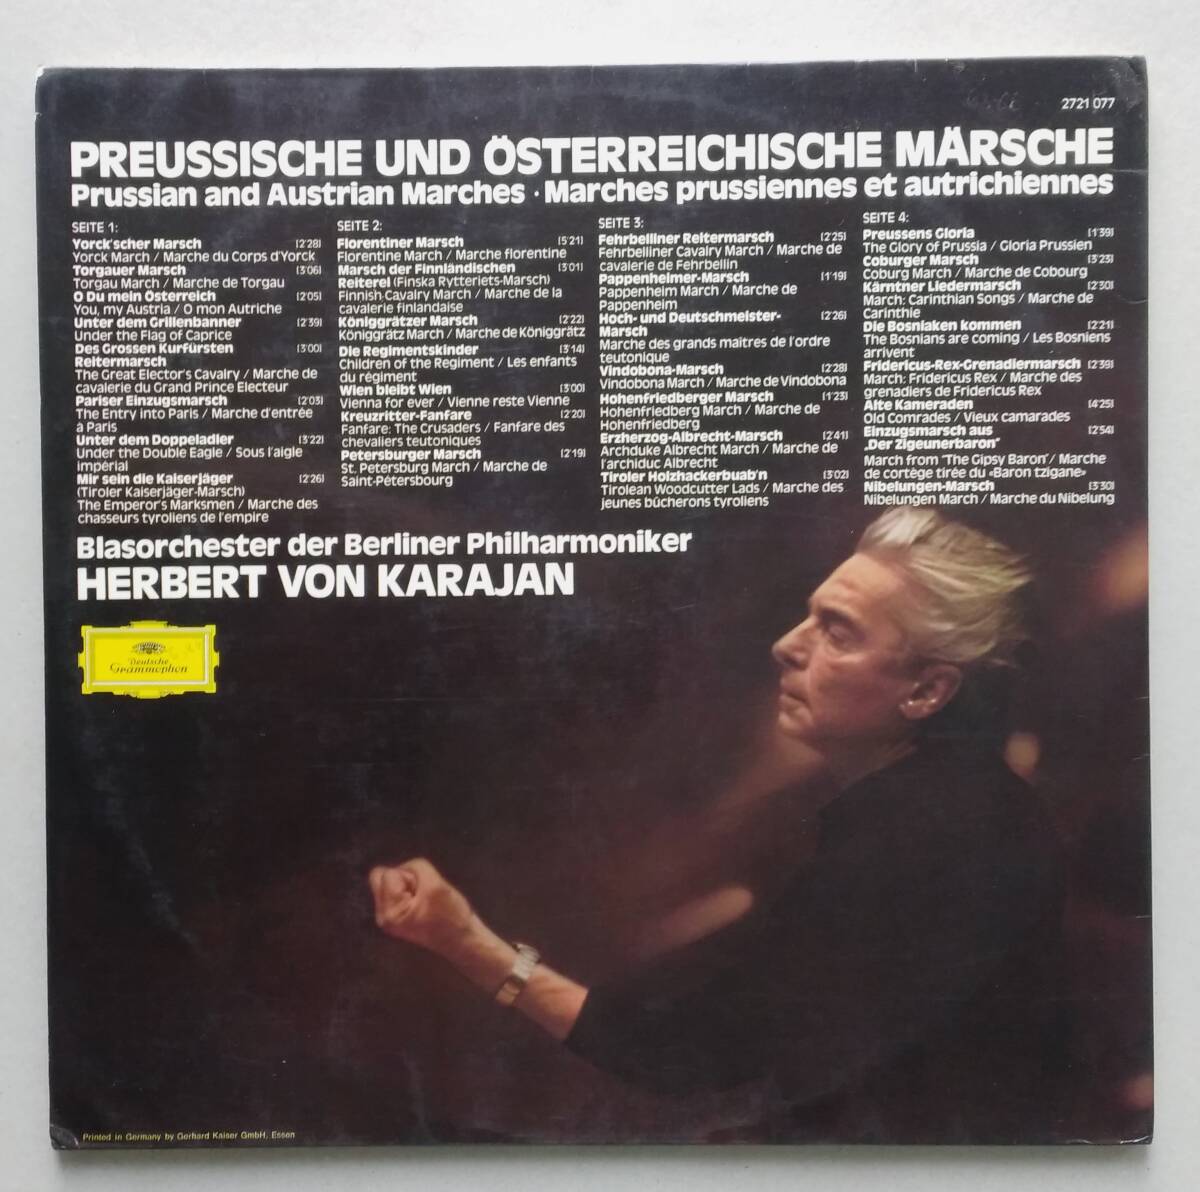 2721 077
PREUSSISCHE UND ÖSTERREICHISCHE MÄRSCHE
Prussian and Austrian Marches · Marches prussiennes et autrichiennes
SEITE 1:
Yorck'scher Marsch [2'28]
Yorck March / Marche du Corps d'Yorck
Torgauer Marsch [3'06]
Torgau March / Marche de Torgau
O Du mein Österreich [2'05]
You, my Austria / O mon Autriche
Unter dem Grillenbanner [2'39]
Under the Flag of Caprice
Des Grossen Kurfürsten [3'00]
Reitermarsch
The Great Elector's Cavalry / Marche de
cavalerie du Grand Prince Electeur
Pariser Einzugsmarsch [2'03]
The Entry into Paris / Marche d'entrée
à Paris
Unter dem Doppeladler [3'22]
Under the Double Eagle / Sous l'aigle
impérial
Mir sein die Kaiserjäger [2'26]
(Tiroler Kaiserjäger-Marsch)
The Emperor's Marksmen / Marche des
chasseurs tyroliens de l'empire
SEITE 2:
Florentiner Marsch [5'21]
Florentine March / Marche florentine
Marsch der Finnländischen [3'01]
Reiterei (Finska Rytteriets-Marsch)
Finnish Cavalry March / Marche de la
cavalerie finlandaise
Königgrätzer Marsch [2'22]
Königgrätz March / Marche de Königgrätz
Die Regimentskinder [3'14]
Children of the Regiment / Les enfants
du régiment
Wien bleibt Wien [3'00]
Vienna for ever / Vienne reste Vienne
Kreuzritter-Fanfare [2'20]
Fanfare: The Crusaders / Fanfare des
chevaliers teutoniques
Petersburger Marsch [2'19]
St. Petersburg March / Marche de
Saint-Pétersbourg
SEITE 3:
Fehrbelliner Reitermarsch [2'25]
Fehrbelliner Cavalry March / Marche de
cavalerie de Fehrbellin
Pappenheimer-Marsch [1'19]
Pappenheim March / Marche de
Pappenheim
Hoch- und Deutschmeister- [2'26]
Marsch
Marche des grands maîtres de l'ordre
teutonique
Vindobona-Marsch [2'28]
Vindobona March / Marche de Vindobona
Hohenfriedberger Marsch [1'23]
Hohenfriedberg March / Marche de
Hohenfriedberg
Erzherzog-Albrecht-Marsch [2'41]
Archduke Albrecht March / Marche de
l'archiduc Albrecht
Tiroler Holzhackerbuab'n [3'02]
Tirolean Woodcutter Lads / Marche des
jeunes bûcherons tyroliens
SEITE 4:
Preussens Gloria [1'39]
The Glory of Prussia / Gloria Prussien
Coburger Marsch [3'23]
Coburg March / Marche de Cobourg
Kärntner Liedermarsch [2'30]
March: Carinthian Songs / Marche de
Carinthie
Die Bosniaken kommen [2'21]
The Bosnians are coming / Les Bosniens
arrivent
Fridericus-Rex-Grenadiermarsch [2'39]
March: Fridericus Rex / Marche des
grenadiers de Fridericus Rex
Alte Kameraden [4'25]
Old Comrades / Vieux camarades
Einzugsmarsch aus [2'54]
„Der Zigeunerbaron“
March from "The Gipsy Baron" / Marche
de cortège tirée du «Baron tzigane»
Nibelungen-Marsch [3'30]
Nibelungen March / Marche du Nibelung
Blasorchester der Berliner Philharmoniker
HERBERT VON KARAJAN
Deutsche
Grammophon
Printed in Germany by Gerhard Kaiser GmbH, Essen